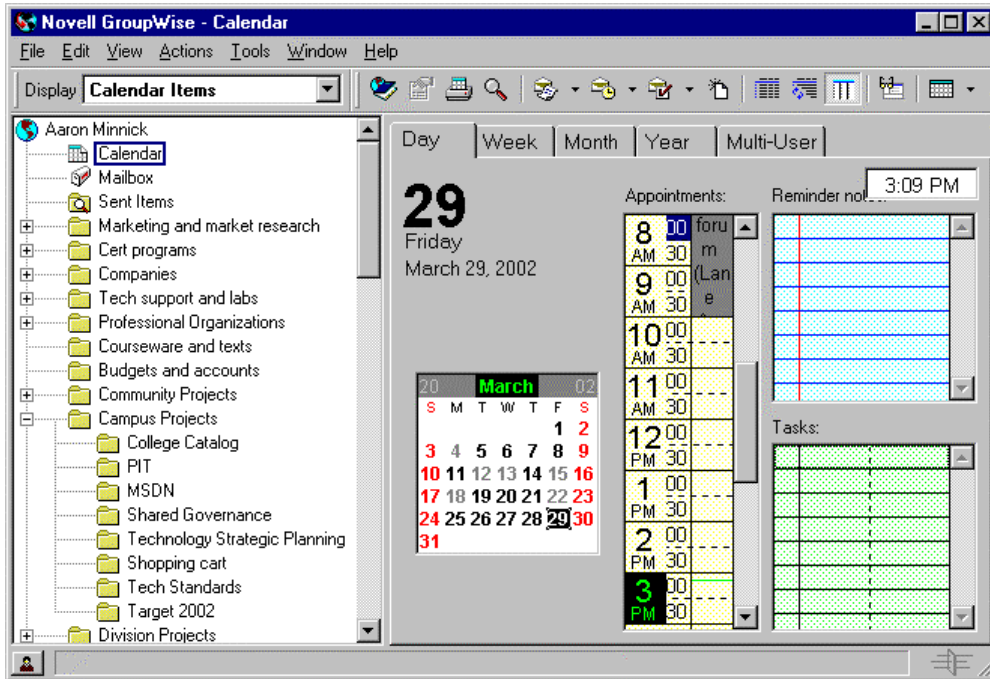 Novell GroupWise - Calendar
File Edit View Actions Tools Window Help
Display Calendar Items
Aaron Minnick
Calendar
Mailbox
Sent Items
Marketing and market research
Cert programs
Companies
Tech support and labs
Professional Organizations
Courseware and texts
Budgets and accounts
Community Projects
Campus Projects
College Catalog
PIT
MSDN
Shared Governance
Technology Strategic Planning
Shopping cart
Tech Standards
Target 2002
Division Projects
Day Week Month Year Multi-User
29
Friday
March 29, 2002
20 March 02
S M T W T F S
1 2
3 4 5 6 7 8 9
10 11 12 13 14 15 16
17 18 19 20 21 22 23
24 25 26 27 28 29 30
31
Appointments:
8 AM 00 30
9 AM 00 30
10 AM 00 30
11 AM 00 30
12 PM 00 30
1 PM 00 30
2 PM 00 30
3 PM 00 30
foru
m
(Lan
e
Reminder
3:09 PM
Tasks: